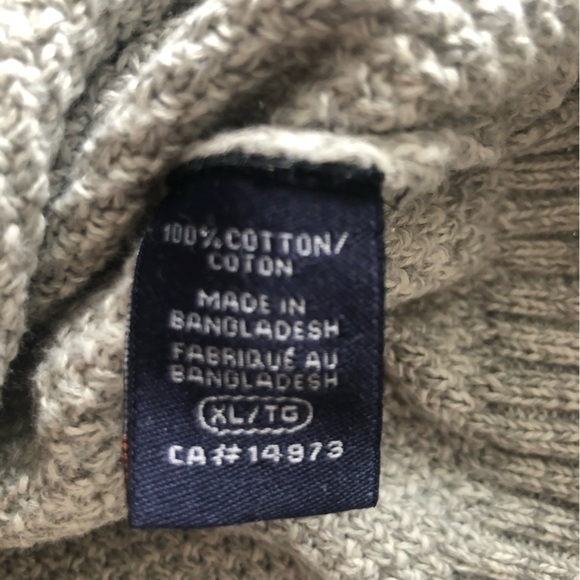 100% COTTON/
COTON
MADE IN
BANGLADESH
FABRIQUÉ AU
BANGLADESH
XL/TG
CA#14973